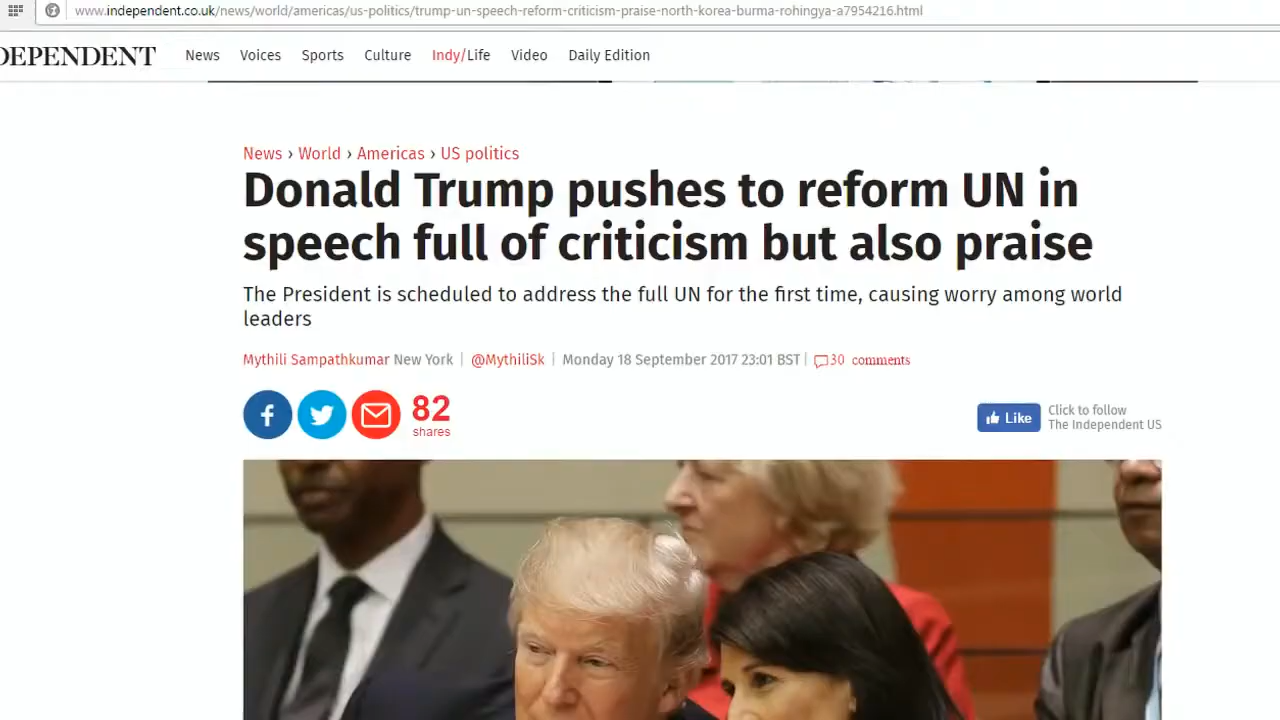 www.independent.co.uk/news/world/americas/us-politics/trump-un-speech-reform-criticism-praise-north-korea-burma-rohingya-a7954216.html
DEPENDENT News Voices Sports Culture Indy/Life Video Daily Edition
News › World › Americas › US politics
Donald Trump pushes to reform UN in
speech full of criticism but also praise
The President is scheduled to address the full UN for the first time, causing worry among world
leaders
Mythili Sampathkumar New York | @MythiliSk | Monday 18 September 2017 23:01 BST | 30 comments
82
shares
Like
Click to follow
The Independent US